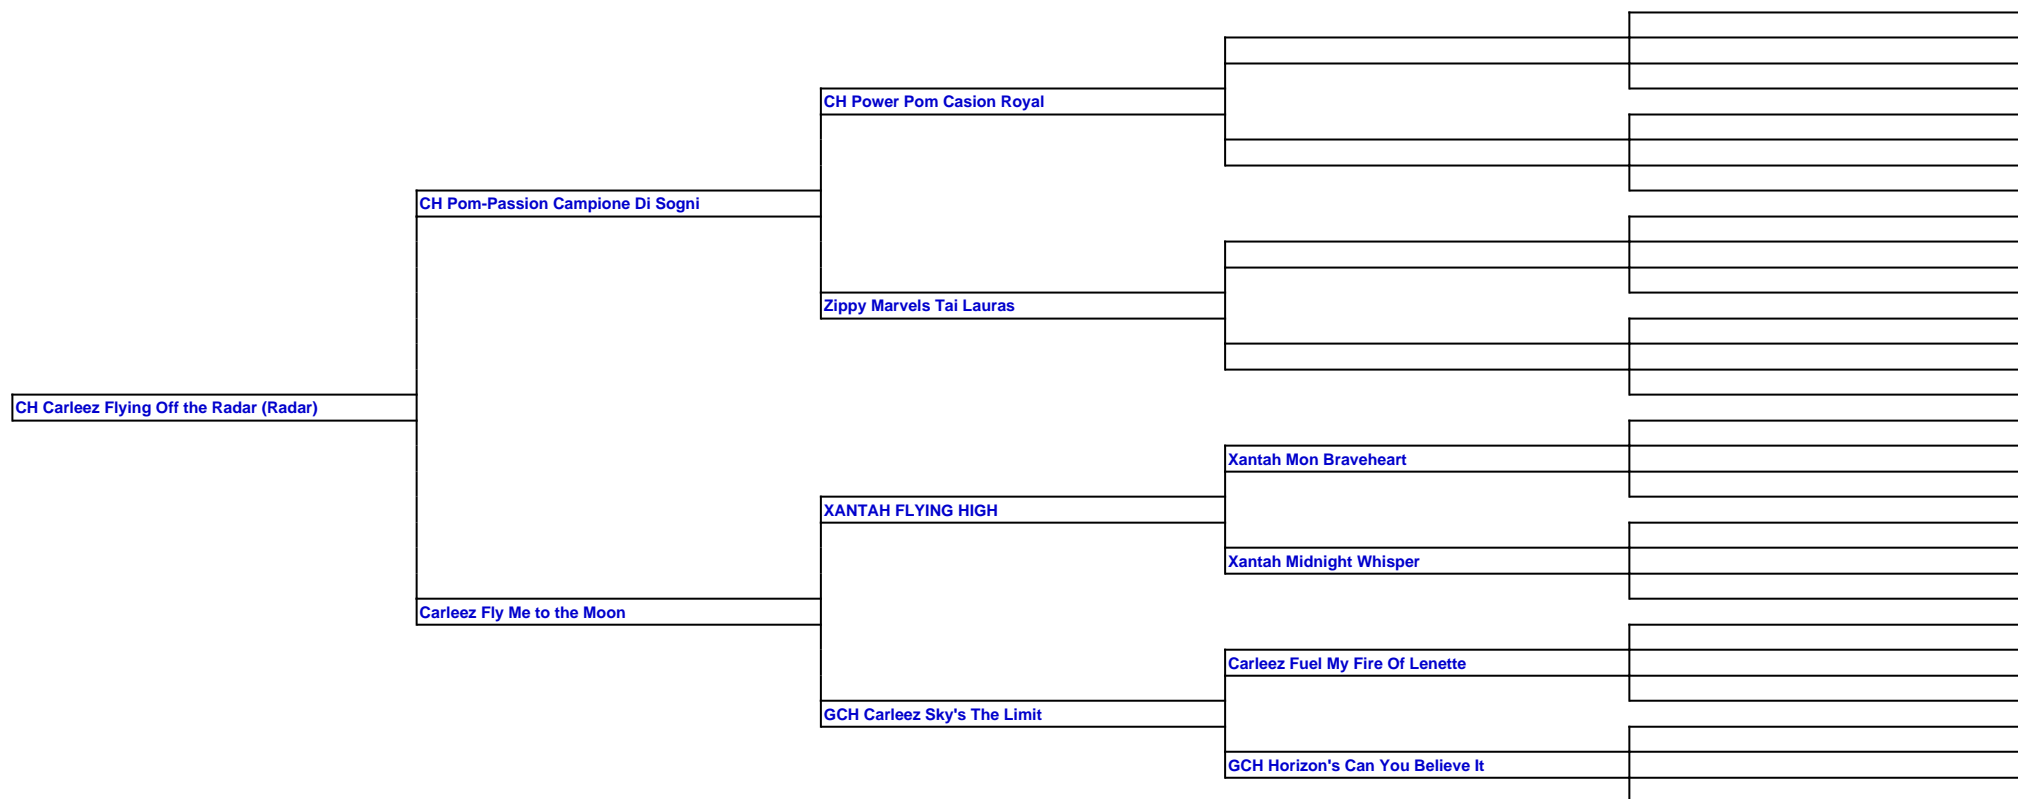 CH Power Pom Casion Royal
CH Pom-Passion Campione Di Sogni
Zippy Marvels Tai Lauras
CH Carleez Flying Off the Radar (Radar)
Xantah Mon Braveheart
XANTAH FLYING HIGH
Xantah Midnight Whisper
Carleez Fly Me to the Moon
Carleez Fuel My Fire Of Lenette
GCH Carleez Sky's The Limit
GCH Horizon's Can You Believe It